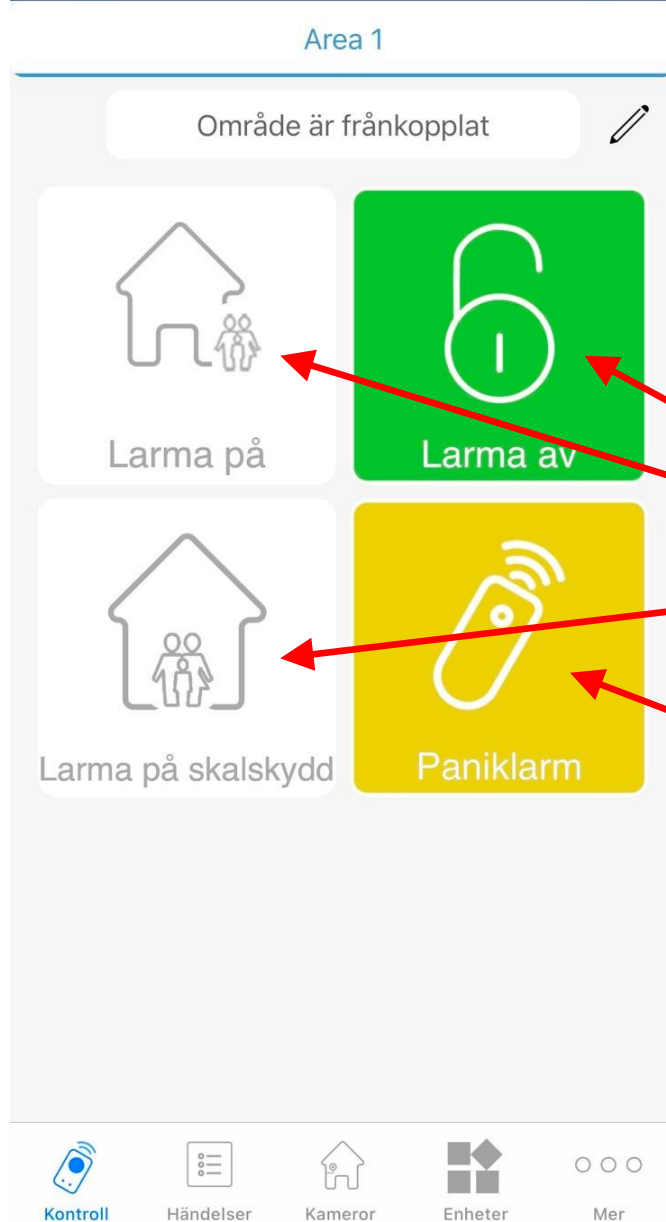 Area 1
Område är frånkopplat
Larma på
Larma av
Larma på skalskydd
Paniklarm
Kontroll
Händelser
Kameror
Enheter
Mer